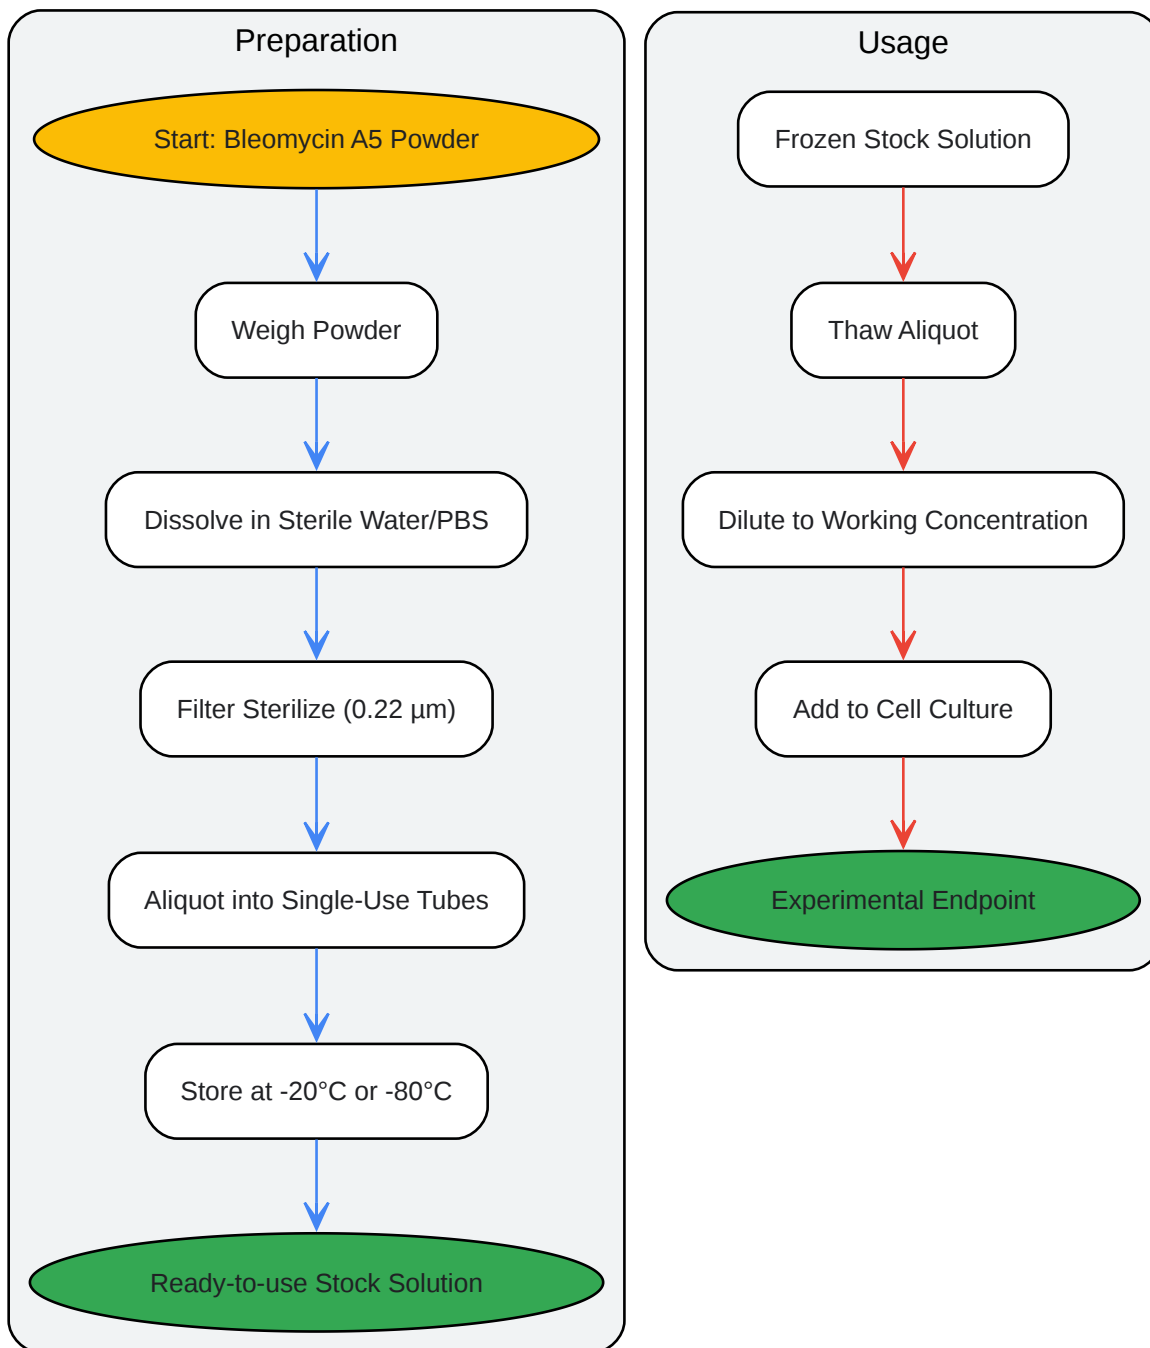 Preparation
Start: Bleomycin A5 Powder
Weigh Powder
Dissolve in Sterile Water/PBS
Filter Sterilize (0.22 µm)
Aliquot into Single-Use Tubes
Store at -20°C or -80°C
Ready-to-use Stock Solution
Usage
Frozen Stock Solution
Thaw Aliquot
Dilute to Working Concentration
Add to Cell Culture
Experimental Endpoint